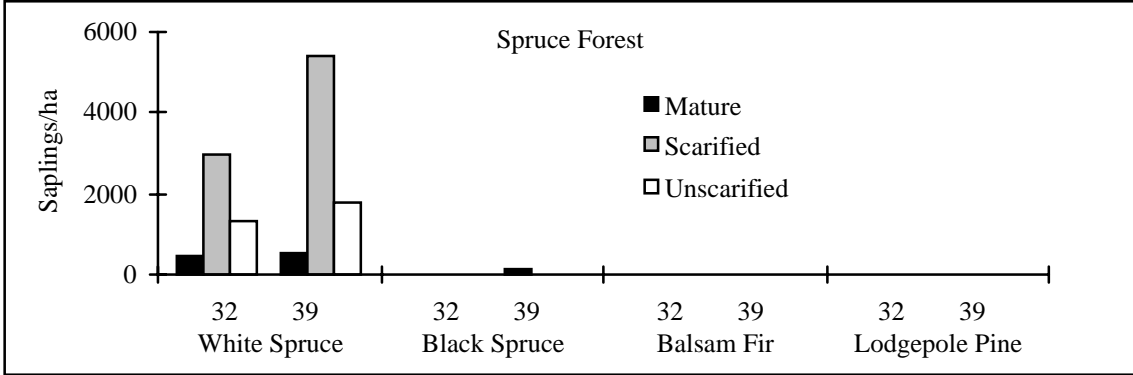 Spruce Forest
Saplings/ha
6000
4000
2000
0
Mature
Scarified
Unscarified
32 39 32 39 32 39 32 39
White Spruce Black Spruce Balsam Fir Lodgepole Pine